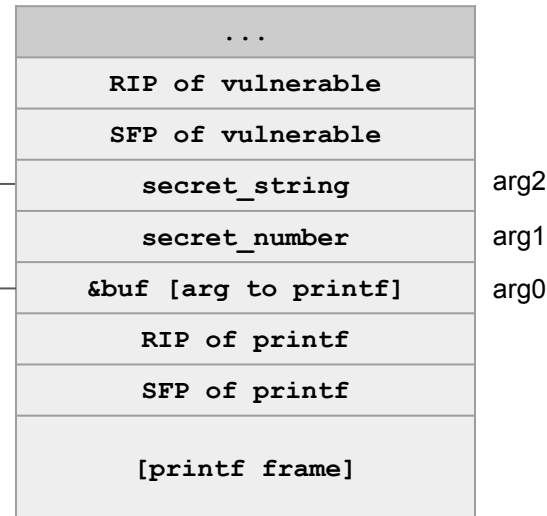 ...
RIP of vulnerable
SFP of vulnerable
secret_string arg2
secret_number arg1
&buf [arg to printf] arg0
RIP of printf
SFP of printf
[printf frame]